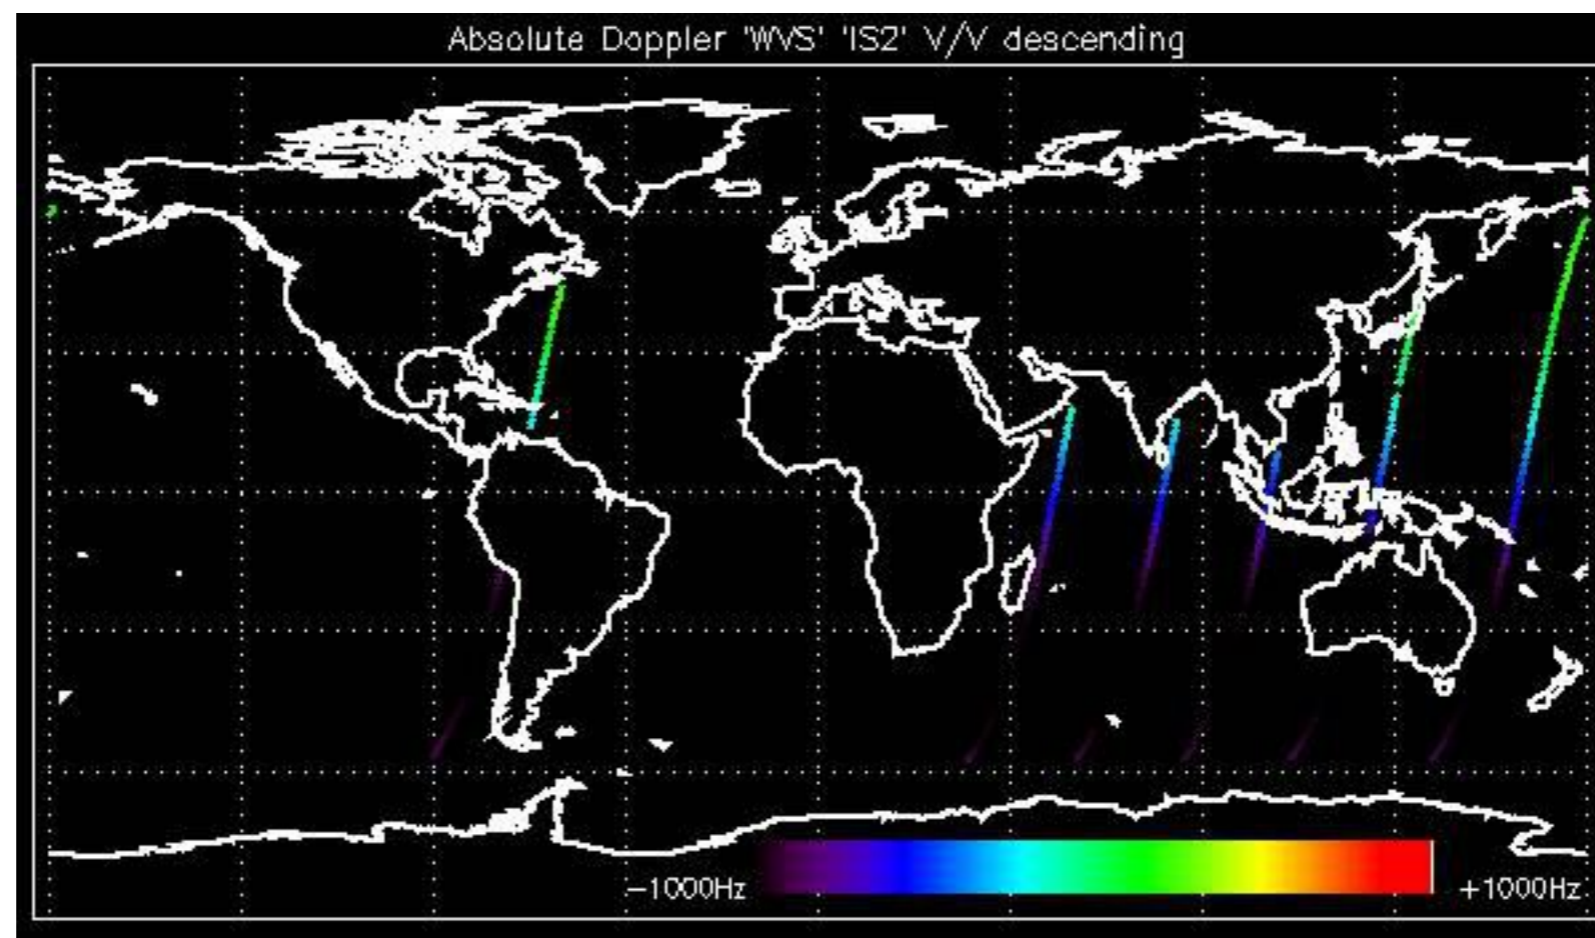 Absolute Doppler 'WVS' 'IS2' V/V descending
−1000Hz +1000Hz